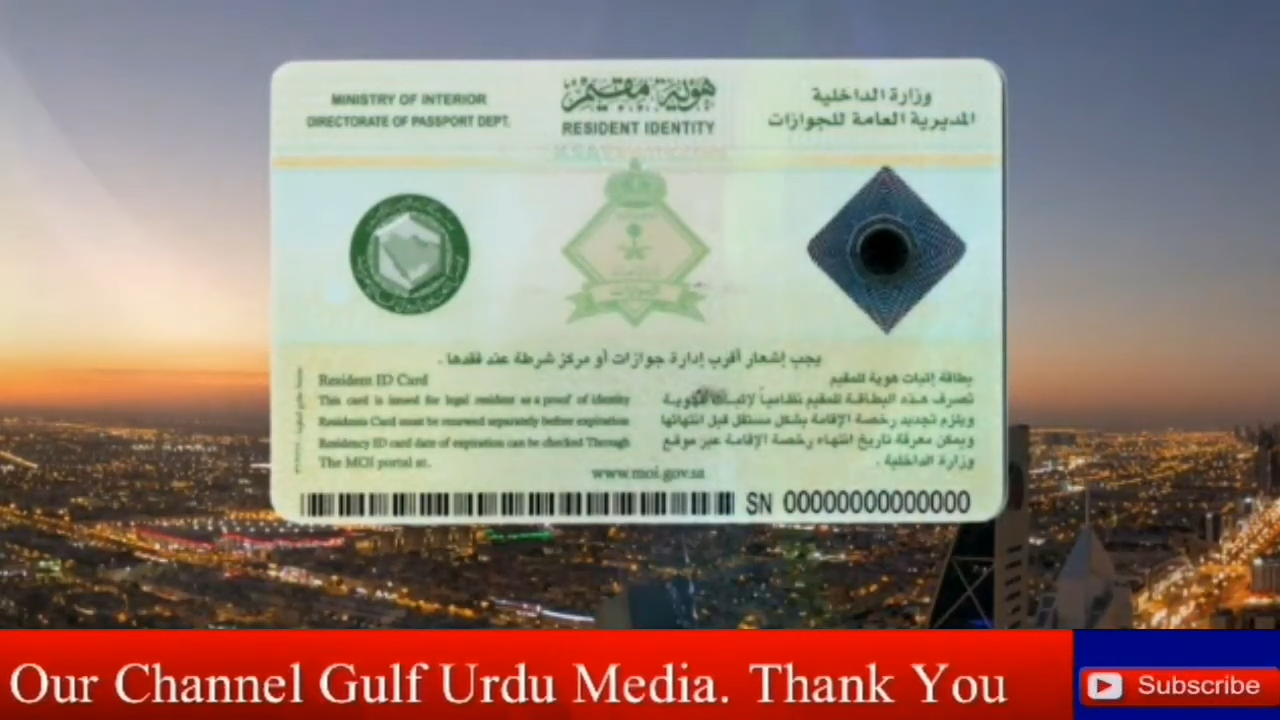 MINISTRY OF INTERIOR
DIRECTORATE OF PASSPORT DEPT.
هوية مقيم
RESIDENT IDENTITY
وزارة الداخلية
المديرية العامة للجوازات
يجب إشعار أقرب إدارة جوازات أو مركز شرطة عند فقدها .
Resident ID Card
This card is issued for legal resident as a proof of identity
Residents Card must be renewed separately before expiration
Residency ID card date of expiration can be checked Through
The MOI portal at.
بطاقة إثبات هوية للمقيم
تصرف هذه البطاقة للمقيم نظامياً لإثبات الهوية
ويلزم تجديد رخصة الإقامة بشكل مستقل قبل انتهائها
ويمكن معرفة تاريخ انتهاء رخصة الإقامة عبر موقع
وزارة الداخلية .
www.moi.gov.sa
SN 00000000000000
Our Channel Gulf Urdu Media. Thank You
Subscribe